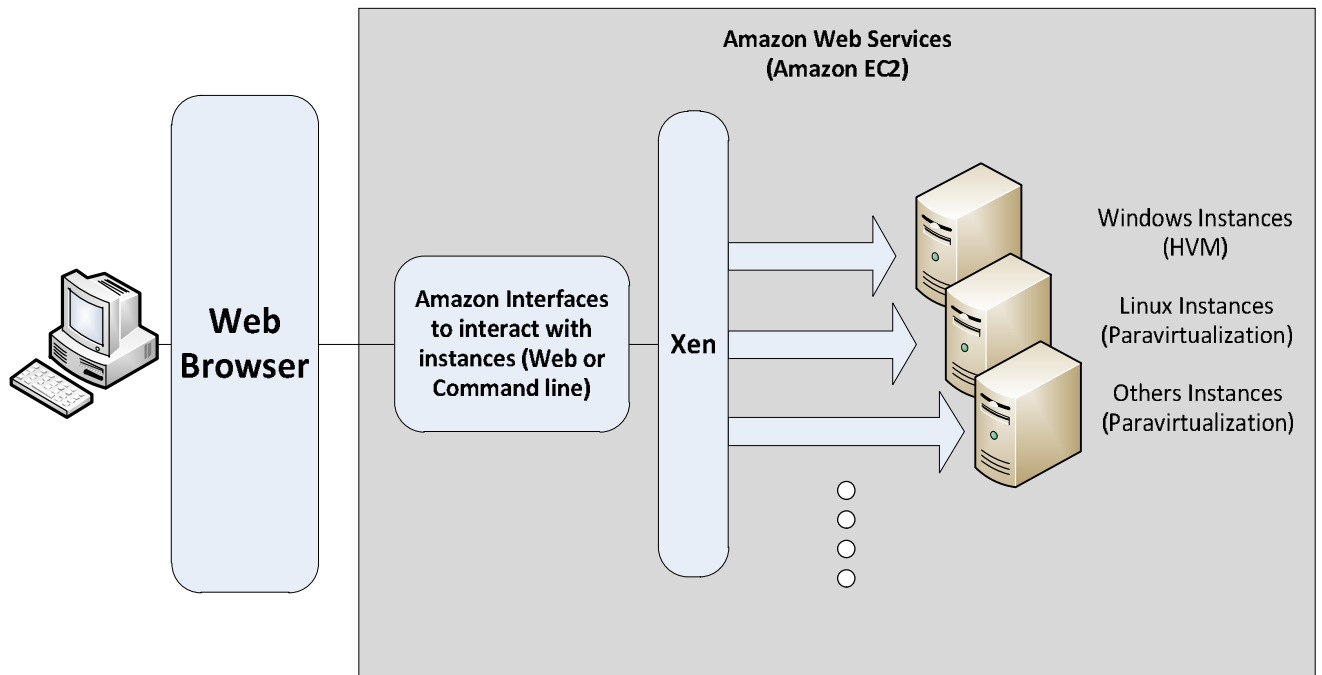 Amazon Web Services
(Amazon EC2)
Web
Browser
Amazon Interfaces
to interact with
instances (Web or
Command line)
Xen
Windows Instances
(HVM)
Linux Instances
(Paravirtualization)
Others Instances
(Paravirtualization)